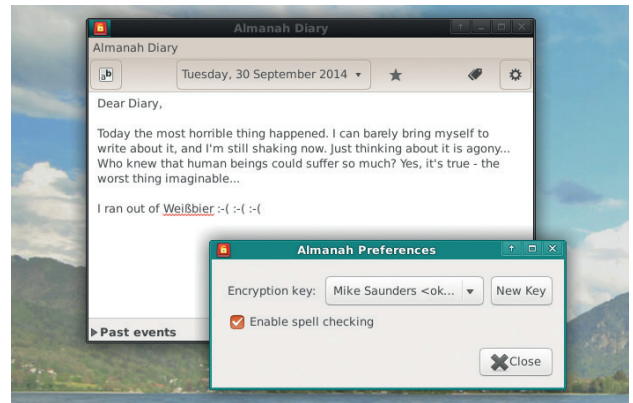 Almanah Diary
Almanah Diary
ab
Tuesday, 30 September 2014
Dear Diary,
Today the most horrible thing happened. I can barely bring myself to
write about it, and I'm still shaking now. Just thinking about it is agony...
Who knew that human beings could suffer so much? Yes, it's true - the
worst thing imaginable...
I ran out of Weißbier :-( :-( :-(
Almanah Preferences
Encryption key:
Mike Saunders <ok...
New Key
Enable spell checking
Past events
Close